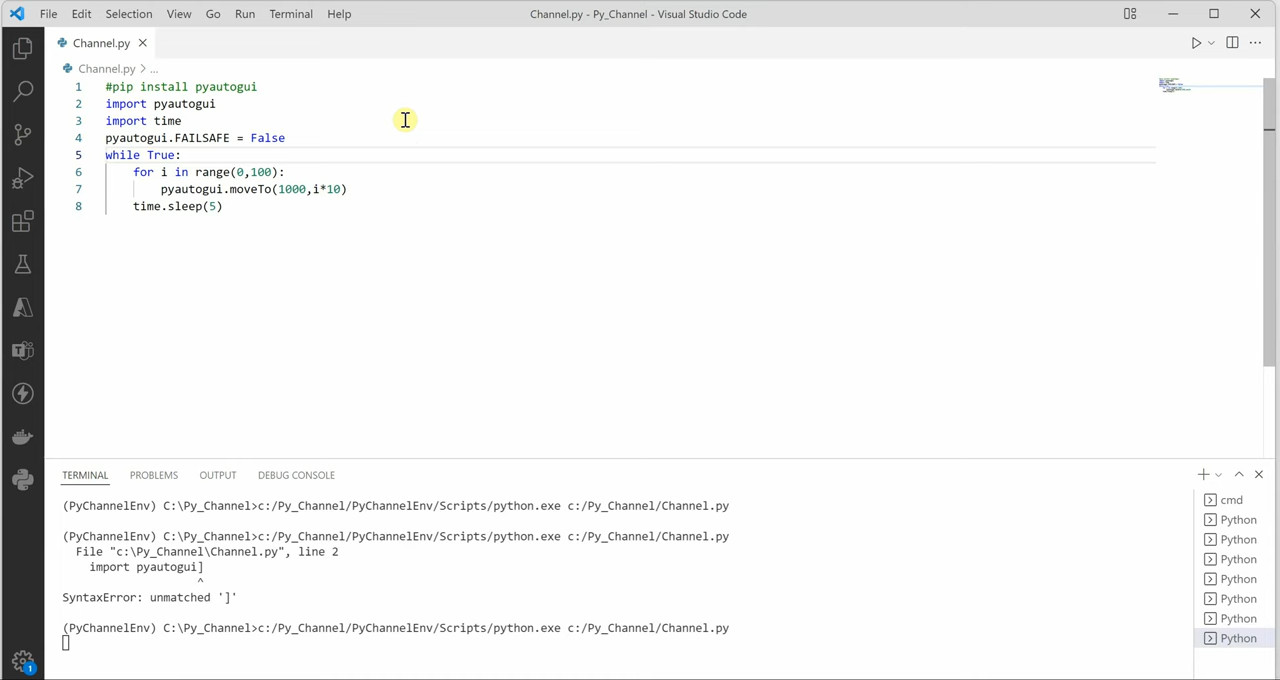 File Edit Selection View Go Run Terminal Help
Channel.py - Py_Channel - Visual Studio Code
Channel.py
Channel.py > ...
1 #pip install pyautogui
2 import pyautogui
3 import time
4 pyautogui.FAILSAFE = False
5 while True:
6 for i in range(0,100):
7 pyautogui.moveTo(1000,i*10)
8 time.sleep(5)
TERMINAL PROBLEMS OUTPUT DEBUG CONSOLE
(PyChannelEnv) C:\Py_Channel>c:/Py_Channel/PyChannelEnv/Scripts/python.exe c:/Py_Channel/Channel.py
(PyChannelEnv) C:\Py_Channel>c:/Py_Channel/PyChannelEnv/Scripts/python.exe c:/Py_Channel/Channel.py
File "c:\Py_Channel\Channel.py", line 2
import pyautogui]
^
SyntaxError: unmatched ']'
(PyChannelEnv) C:\Py_Channel>c:/Py_Channel/PyChannelEnv/Scripts/python.exe c:/Py_Channel/Channel.py
cmd
Python
Python
Python
Python
Python
Python
Python
1